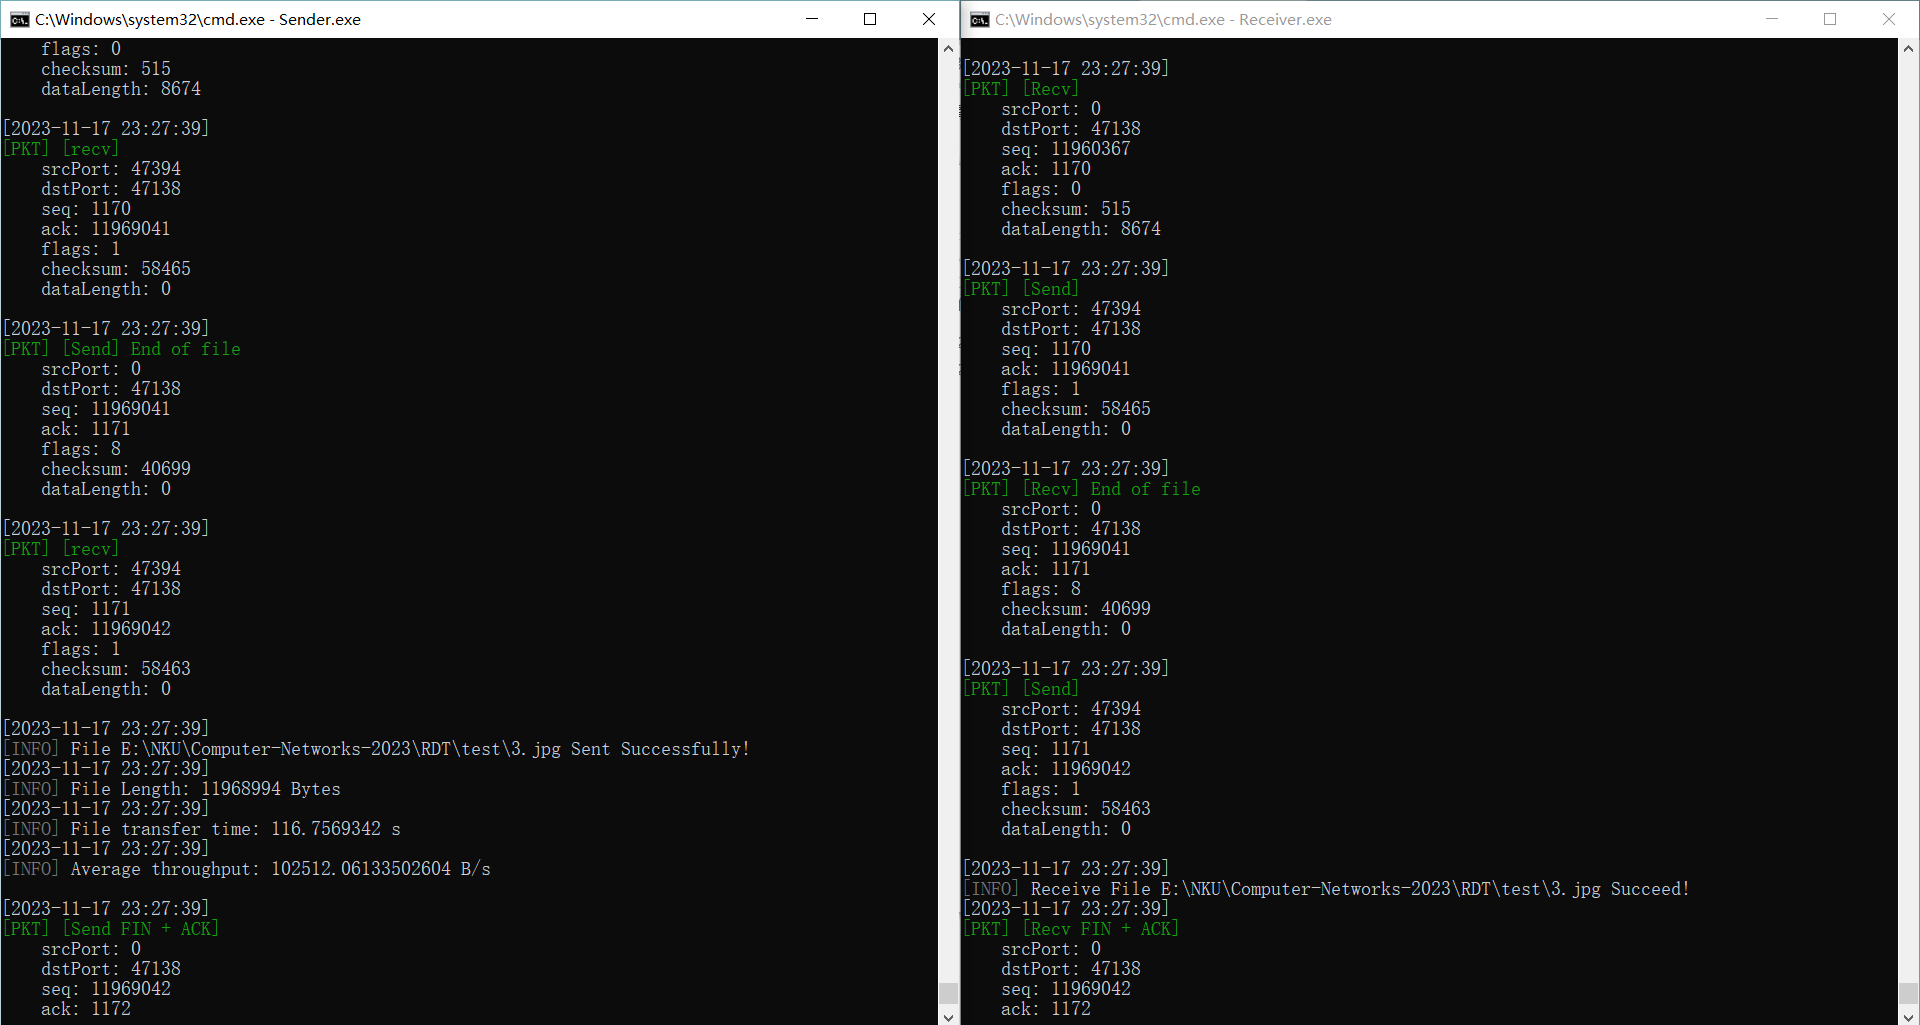 C:\Windows\system32\cmd.exe - Sender.exe
    flags: 0
    checksum: 515
    dataLength: 8674

[2023-11-17 23:27:39]
[PKT] [recv]
    srcPort: 47394
    dstPort: 47138
    seq: 1170
    ack: 11969041
    flags: 1
    checksum: 58465
    dataLength: 0

[2023-11-17 23:27:39]
[PKT] [Send] End of file
    srcPort: 0
    dstPort: 47138
    seq: 11969041
    ack: 1171
    flags: 8
    checksum: 40699
    dataLength: 0

[2023-11-17 23:27:39]
[PKT] [recv]
    srcPort: 47394
    dstPort: 47138
    seq: 1171
    ack: 11969042
    flags: 1
    checksum: 58463
    dataLength: 0

[2023-11-17 23:27:39]
[INFO] File E:\NKU\Computer-Networks-2023\RDT\test\3.jpg Sent Successfully!
[2023-11-17 23:27:39]
[INFO] File Length: 11968994 Bytes
[2023-11-17 23:27:39]
[INFO] File transfer time: 116.7569342 s
[2023-11-17 23:27:39]
[INFO] Average throughput: 102512.06133502604 B/s

[2023-11-17 23:27:39]
[PKT] [Send FIN + ACK]
    srcPort: 0
    dstPort: 47138
    seq: 11969042
    ack: 1172

C:\Windows\system32\cmd.exe - Receiver.exe
[2023-11-17 23:27:39]
[PKT] [Recv]
    srcPort: 0
    dstPort: 47138
    seq: 11960367
    ack: 1170
    flags: 0
    checksum: 515
    dataLength: 8674

[2023-11-17 23:27:39]
[PKT] [Send]
    srcPort: 47394
    dstPort: 47138
    seq: 1170
    ack: 11969041
    flags: 1
    checksum: 58465
    dataLength: 0

[2023-11-17 23:27:39]
[PKT] [Recv] End of file
    srcPort: 0
    dstPort: 47138
    seq: 11969041
    ack: 1171
    flags: 8
    checksum: 40699
    dataLength: 0

[2023-11-17 23:27:39]
[PKT] [Send]
    srcPort: 47394
    dstPort: 47138
    seq: 1171
    ack: 11969042
    flags: 1
    checksum: 58463
    dataLength: 0

[2023-11-17 23:27:39]
[INFO] Receive File E:\NKU\Computer-Networks-2023\RDT\test\3.jpg Succeed!
[2023-11-17 23:27:39]
[PKT] [Recv FIN + ACK]
    srcPort: 0
    dstPort: 47138
    seq: 11969042
    ack: 1172